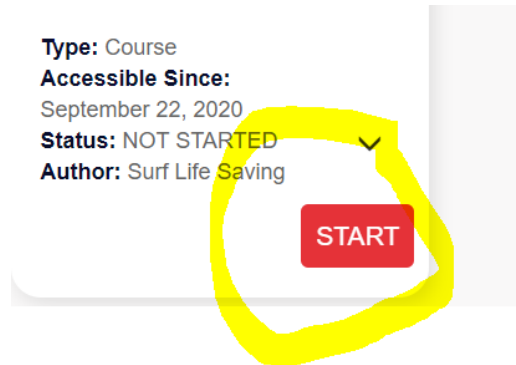 Type: Course
Accessible Since:
September 22, 2020
Status: NOT STARTED
Author: Surf Life Saving
START